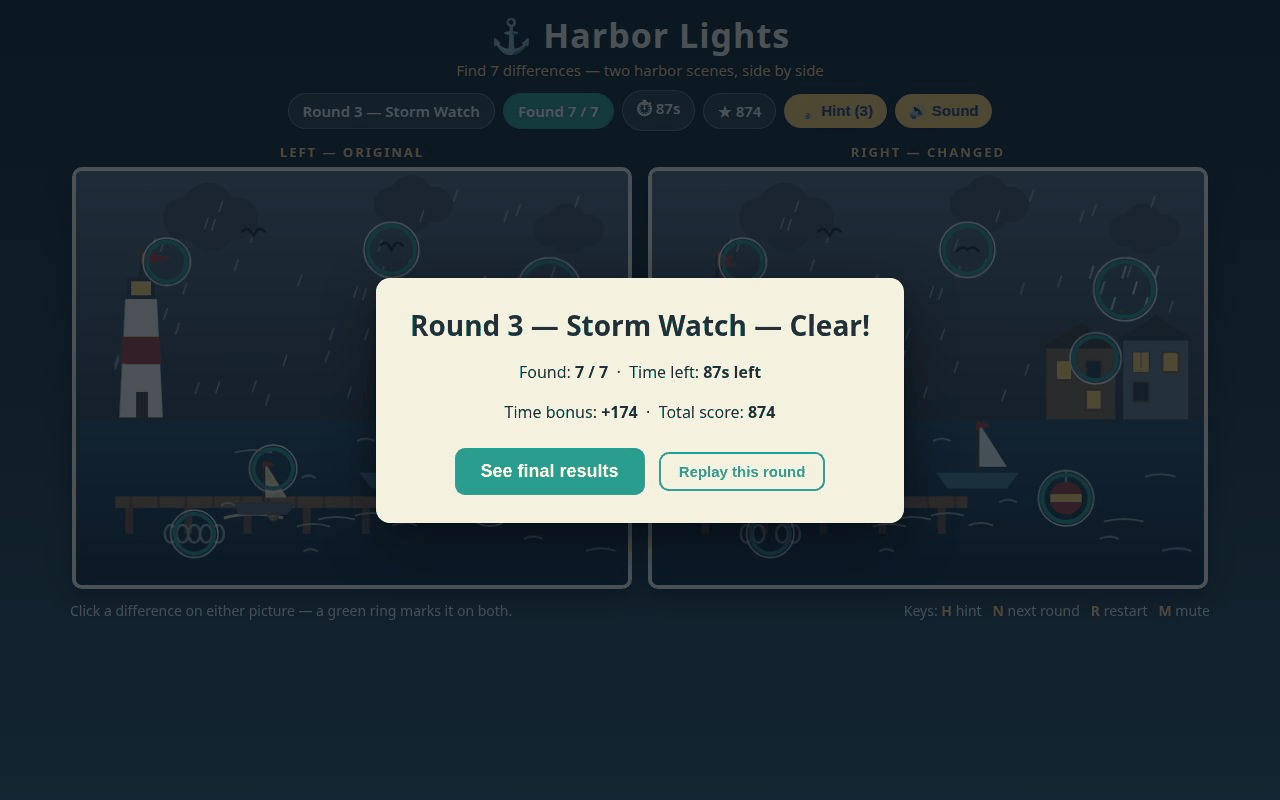 ⚓ Harbor Lights
Find 7 differences — two harbor scenes, side by side
Round 3 — Storm Watch Found 7 / 7 ⏱ 87s ★ 874 Hint (3) 🔊 Sound
LEFT — ORIGINAL RIGHT — CHANGED
Round 3 — Storm Watch — Clear!
Found: 7 / 7 · Time left: 87s left
Time bonus: +174 · Total score: 874
See final results Replay this round
Click a difference on either picture — a green ring marks it on both. Keys: H hint N next round R restart M mute